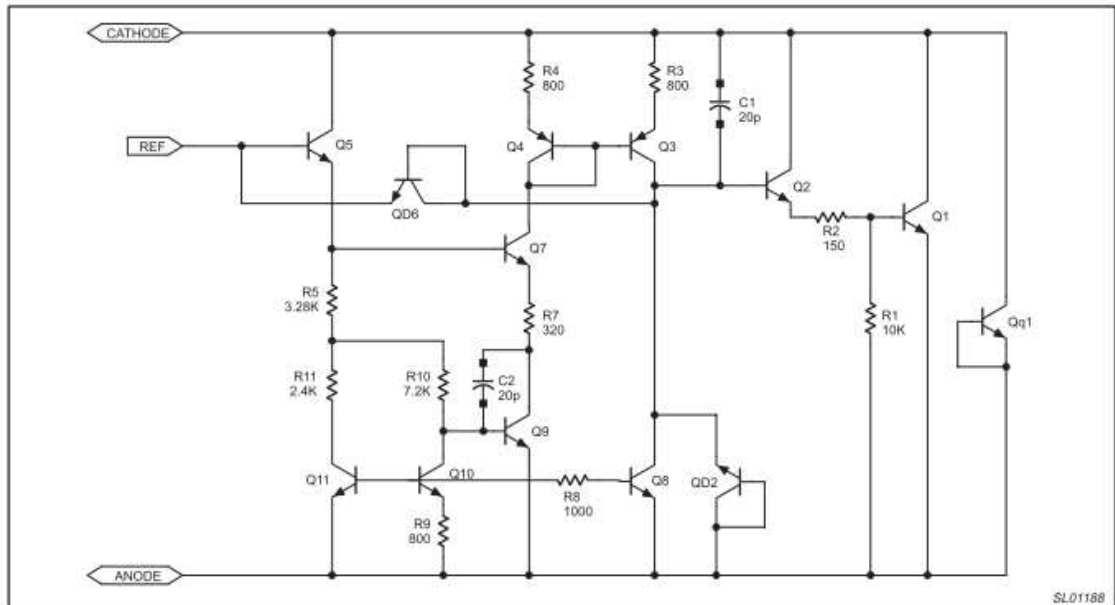 CATHODE
R4
800
R3
800
C1
20p
REF
Q5
Q4
Q3
Q2
QD6
Q1
R2
150
Q7
R5
3.28K
R7
320
R1
10K
Qq1
R11
2.4K
R10
7.2K
C2
20p
Q9
Q11
Q10
R8
1000
Q8
QD2
R9
800
ANODE
SL01188